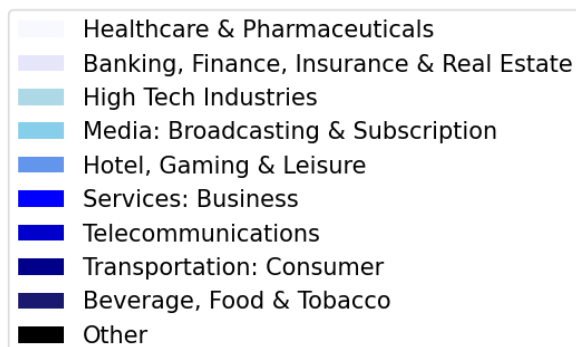 Healthcare & Pharmaceuticals
Banking, Finance, Insurance & Real Estate
High Tech Industries
Media: Broadcasting & Subscription
Hotel, Gaming & Leisure
Services: Business
Telecommunications
Transportation: Consumer
Beverage, Food & Tobacco
Other